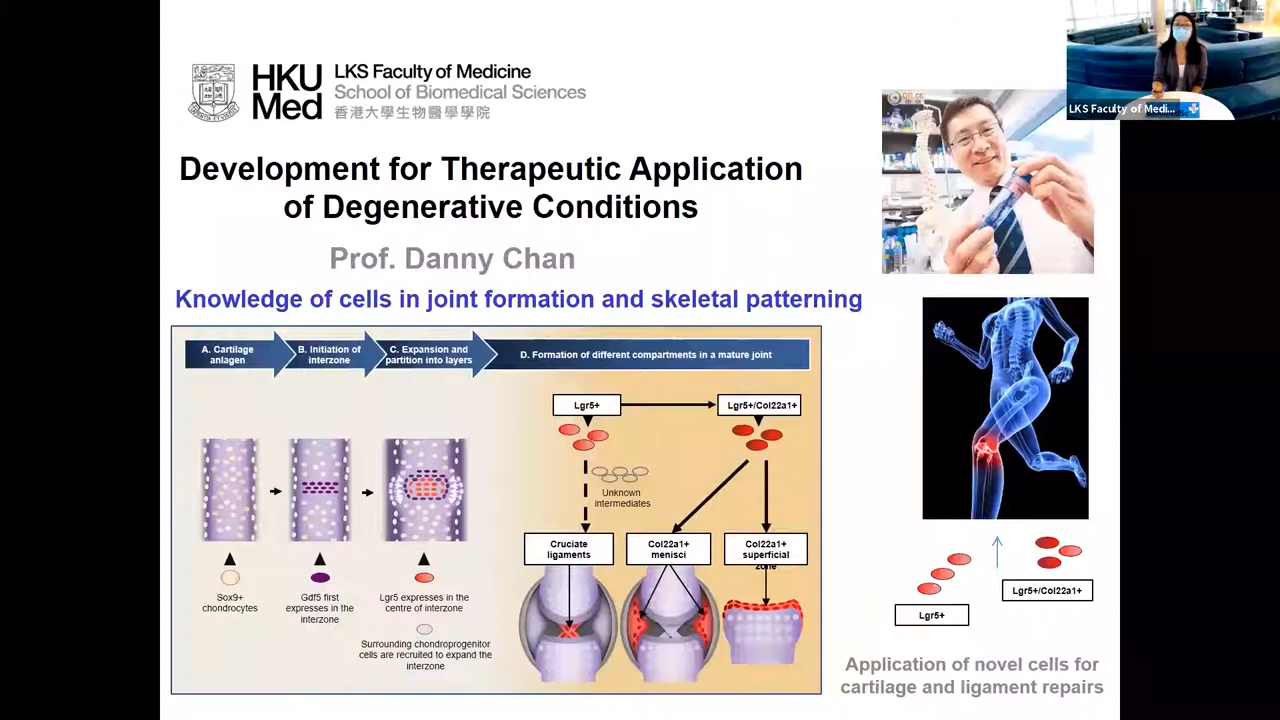 HKU
Med
LKS Faculty of Medicine
School of Biomedical Sciences
香港大學生物醫學學院
LKS Faculty of Medi...
on.cc
Development for Therapeutic Application
of Degenerative Conditions
Prof. Danny Chan
Knowledge of cells in joint formation and skeletal patterning
A. Cartilage
anlagen
B. Initiation of
interzone
C. Expansion and
partition into layers
D. Formation of different compartments in a mature joint
Lgr5+
Lgr5+/Col22a1+
Unknown
intermediates
Cruciate
ligaments
Col22a1+
menisci
Col22a1+
superficial
zone
Sox9+
chondrocytes
Gdf5 first
expresses in the
interzone
Lgr5 expresses in the
centre of interzone
Surrounding chondroprogenitor
cells are recruited to expand the
interzone
Lgr5+
Lgr5+/Col22a1+
Application of novel cells for
cartilage and ligament repairs